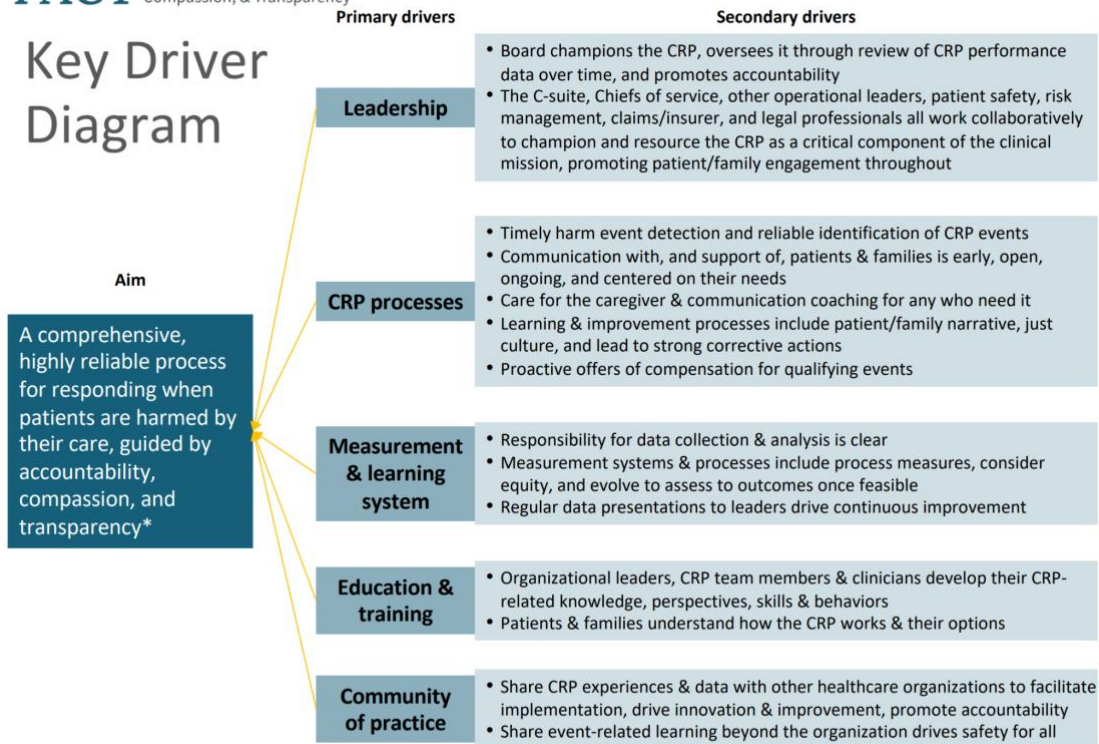 PACT Compassion, & Transparency
Key Driver
Diagram
Primary drivers
Secondary drivers
Aim
A comprehensive,
highly reliable process
for responding when
patients are harmed by
their care, guided by
accountability,
compassion, and
transparency*
Leadership
• Board champions the CRP, oversees it through review of CRP performance
data over time, and promotes accountability
• The C-suite, Chiefs of service, other operational leaders, patient safety, risk
management, claims/insurer, and legal professionals all work collaboratively
to champion and resource the CRP as a critical component of the clinical
mission, promoting patient/family engagement throughout
CRP processes
• Timely harm event detection and reliable identification of CRP events
• Communication with, and support of, patients & families is early, open,
ongoing, and centered on their needs
• Care for the caregiver & communication coaching for any who need it
• Learning & improvement processes include patient/family narrative, just
culture, and lead to strong corrective actions
• Proactive offers of compensation for qualifying events
Measurement
& learning
system
• Responsibility for data collection & analysis is clear
• Measurement systems & processes include process measures, consider
equity, and evolve to assess to outcomes once feasible
• Regular data presentations to leaders drive continuous improvement
Education &
training
• Organizational leaders, CRP team members & clinicians develop their CRP-
related knowledge, perspectives, skills & behaviors
• Patients & families understand how the CRP works & their options
Community
of practice
• Share CRP experiences & data with other healthcare organizations to facilitate
implementation, drive innovation & improvement, promote accountability
• Share event-related learning beyond the organization drives safety for all